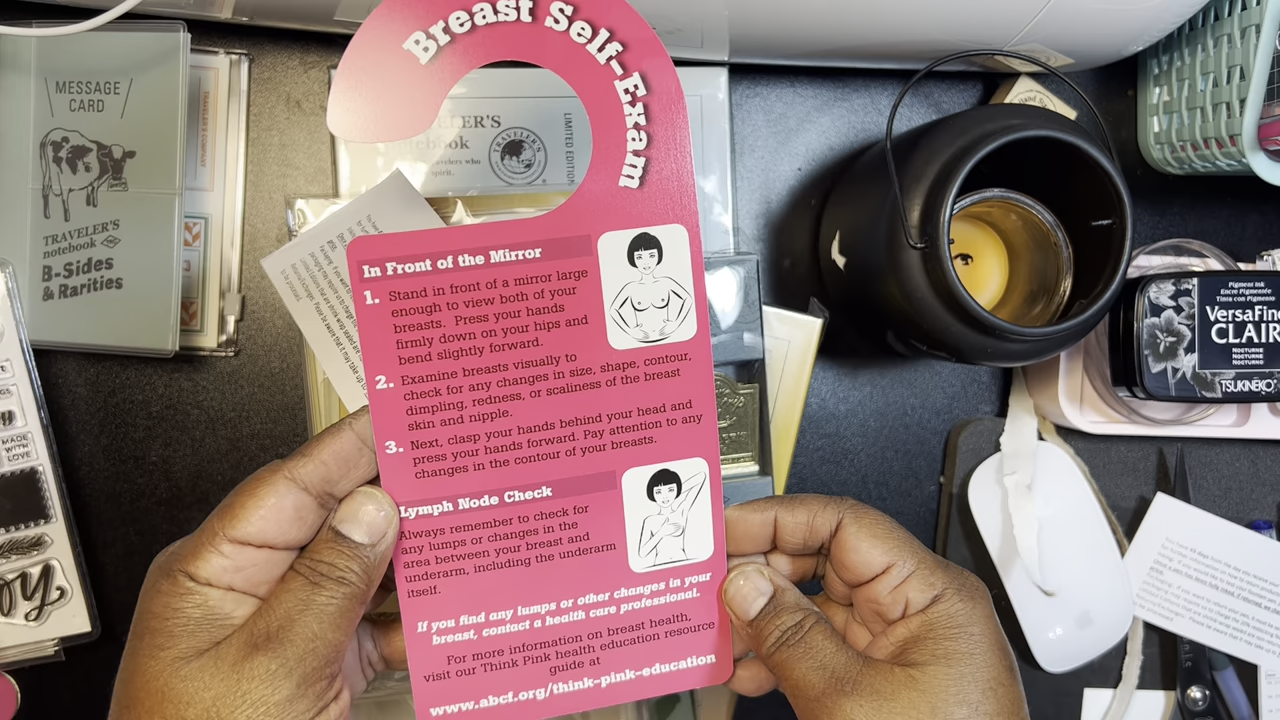 Breast Self-Exam
In Front of the Mirror
1. Stand in front of a mirror large
enough to view both of your
breasts. Press your hands
firmly down on your hips and
bend slightly forward.
2. Examine breasts visually to
check for any changes in size, shape, contour,
dimpling, redness, or scaliness of the breast
skin and nipple.
3. Next, clasp your hands behind your head and
press your hands forward. Pay attention to any
changes in the contour of your breasts.
Lymph Node Check
Always remember to check for
any lumps or changes in the
area between your breast and
underarm, including the underarm
itself.
If you find any lumps or other changes in your
breast, contact a health care professional.
For more information on breast health,
visit our Think Pink health education resource
guide at
www.abcf.org/think-pink-education
MESSAGE
CARD
TRAVELER'S
notebook
B-Sides
& Rarities
TRAVELER'S COMPANY
LIMITED EDITION
notebook
travelers who
spirit.
MADE
WITH
LOVE
Pigment Ink
Encre Pigmentée
Tinta con Pigmento
VersaFine
CLAIR
NOCTURNE
NOCTURNE
NOCTURNO
TSUKINEKO